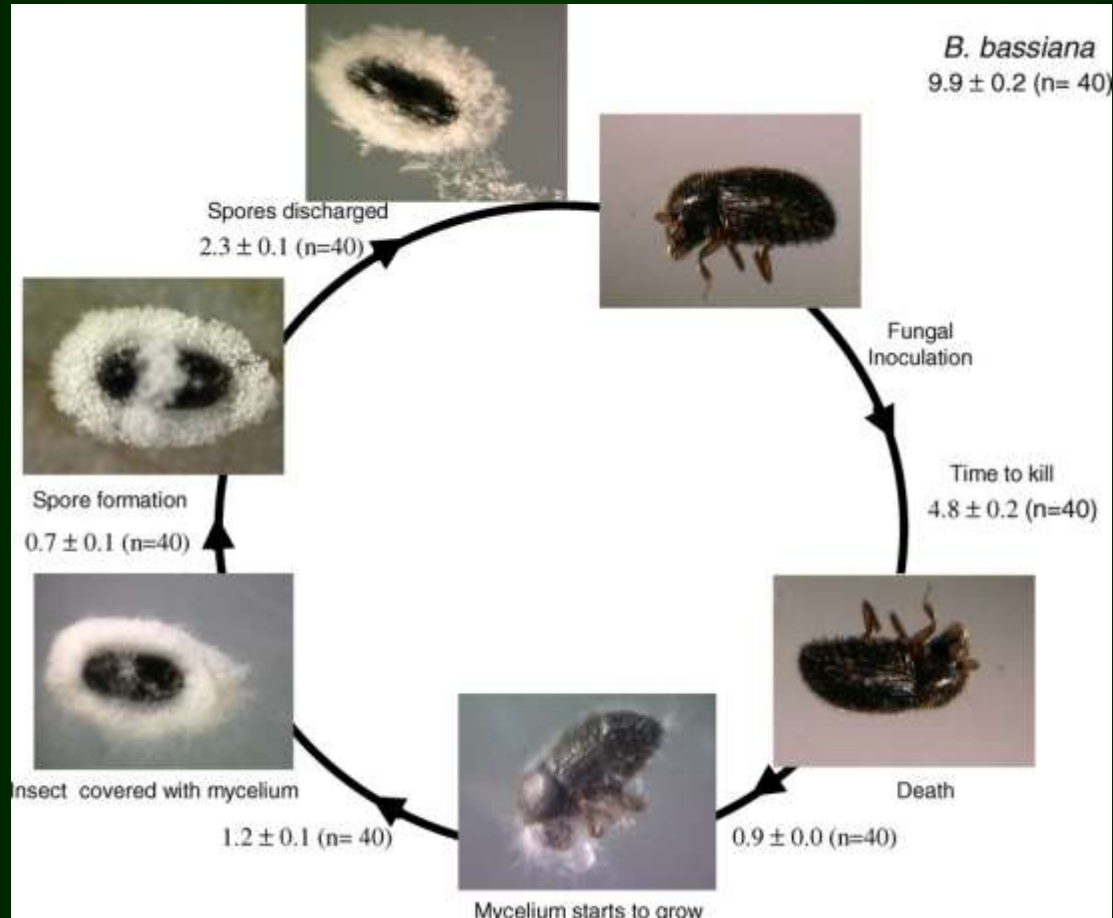 B. bassiana
9.9 ± 0.2 (n= 40)
Spores discharged
2.3 ± 0.1 (n=40)
Fungal
Inoculation
Time to kill
4.8 ± 0.2 (n=40)
Spore formation
0.7 ± 0.1 (n=40)
Insect covered with mycelium
Death
1.2 ± 0.1 (n= 40)
0.9 ± 0.0 (n=40)
Mycelium starts to grow